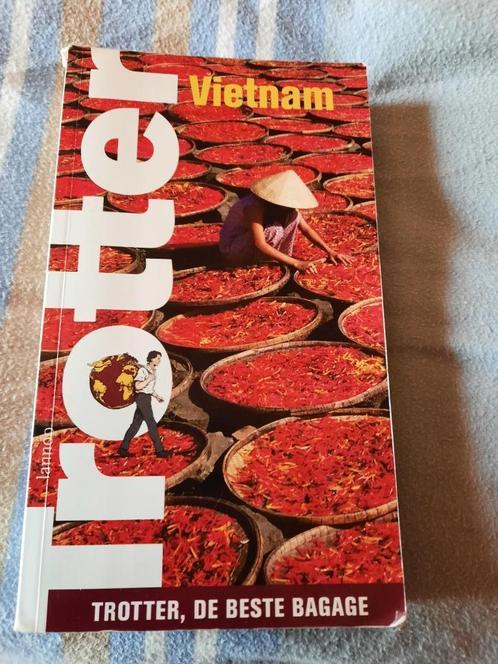 Vietnam
Trotter
lannoo
TROTTER, DE BESTE BAGAGE